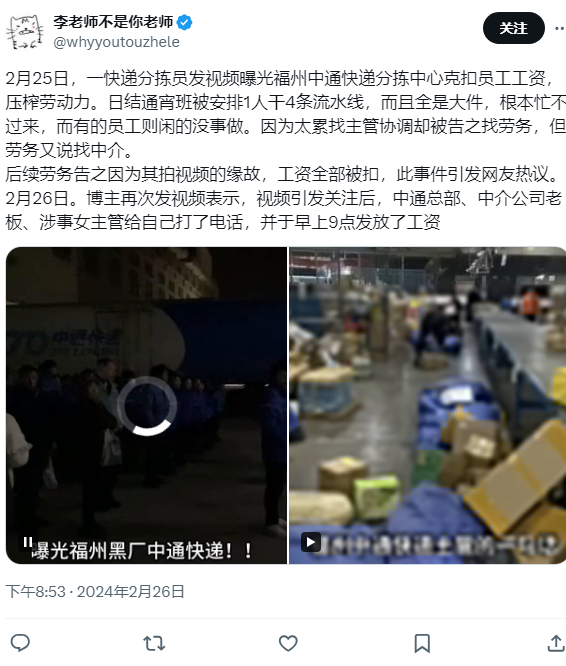 李老师不是你老师
@whyyoutouzhele
关注
2月25日，一快递分拣员发视频曝光福州中通快递分拣中心克扣员工工资，
压榨劳动力。日结通宵班被安排1人干4条流水线，而且全是大件，根本忙不
过来，而有的员工则闲的没事做。因为太累找主管协调却被告之找劳务，但
劳务又说找中介。
后续劳务告之因为其拍视频的缘故，工资全部被扣，此事件引发网友热议。
2月26日。博主再次发视频表示，视频引发关注后，中通总部、中介公司老
板、涉事女主管给自己打了电话，并于早上9点发放了工资
中通快递
曝光福州黑厂中通快递！！
下午8:53 · 2024年2月26日